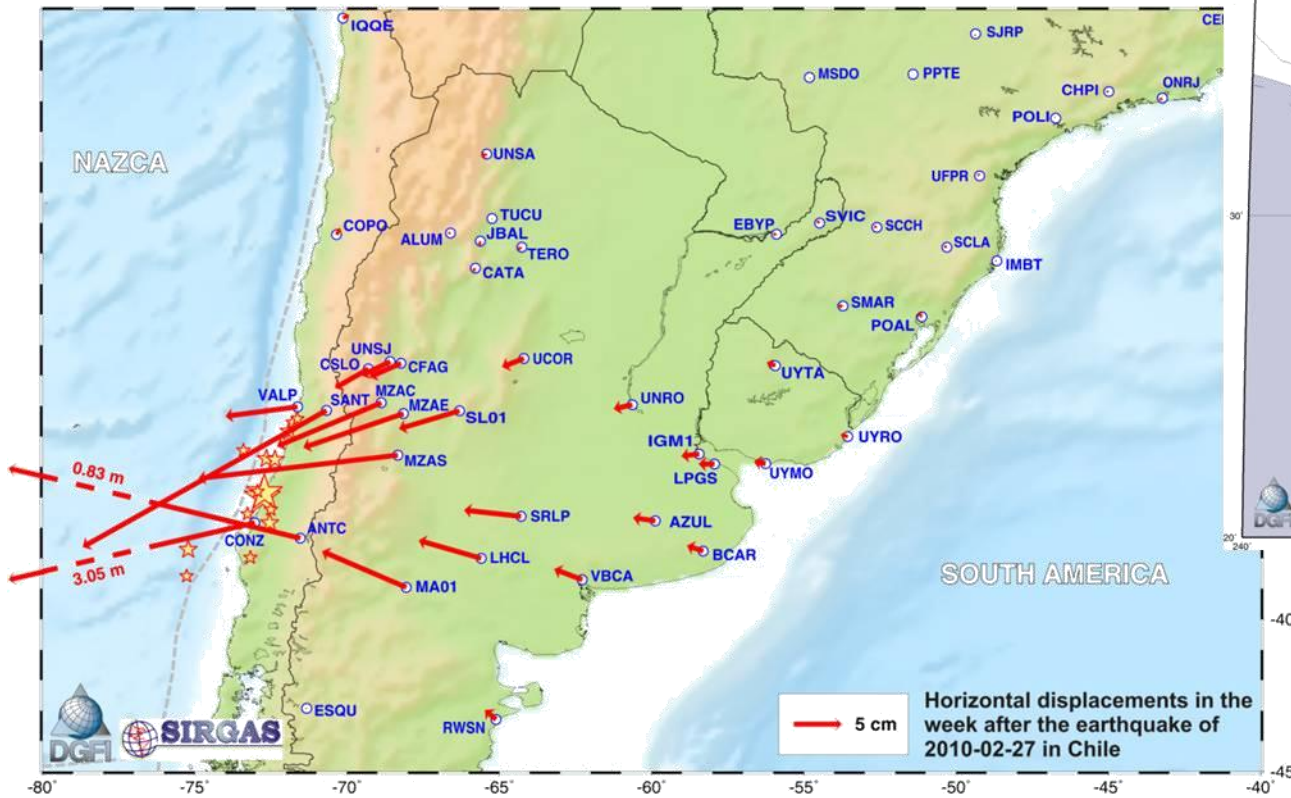 IQQE
CE
SJRP
MSDO
PPTE
CHPI
ONRJ
POLI
NAZCA
UNSA
UFPR
TUCU
COPO
JBAL
ALUM
TERO
CATA
EBYP
SVIC
SCCH
SCLA
IMBT
SMAR
POAL
30°
UNSJ
CSLO
CFAG
UCOR
UYTA
VALP
SANT
MZAC
MZAE
SL01
UNRO
IGM1
UYRO
MZAS
LPGS
UYMO
0.83 m
SRLP
AZUL
CONZ
ANTC
LHCL
BCAR
3.05 m
MA01
VBCA
SOUTH AMERICA
DGFI
20°
240°
-40
ESQU
RWSN
DGFI
SIRGAS
5 cm
Horizontal displacements in the
week after the earthquake of
2010-02-27 in Chile
-45
-80° -75° -70° -65° -60° -55° -50° -45° -40°